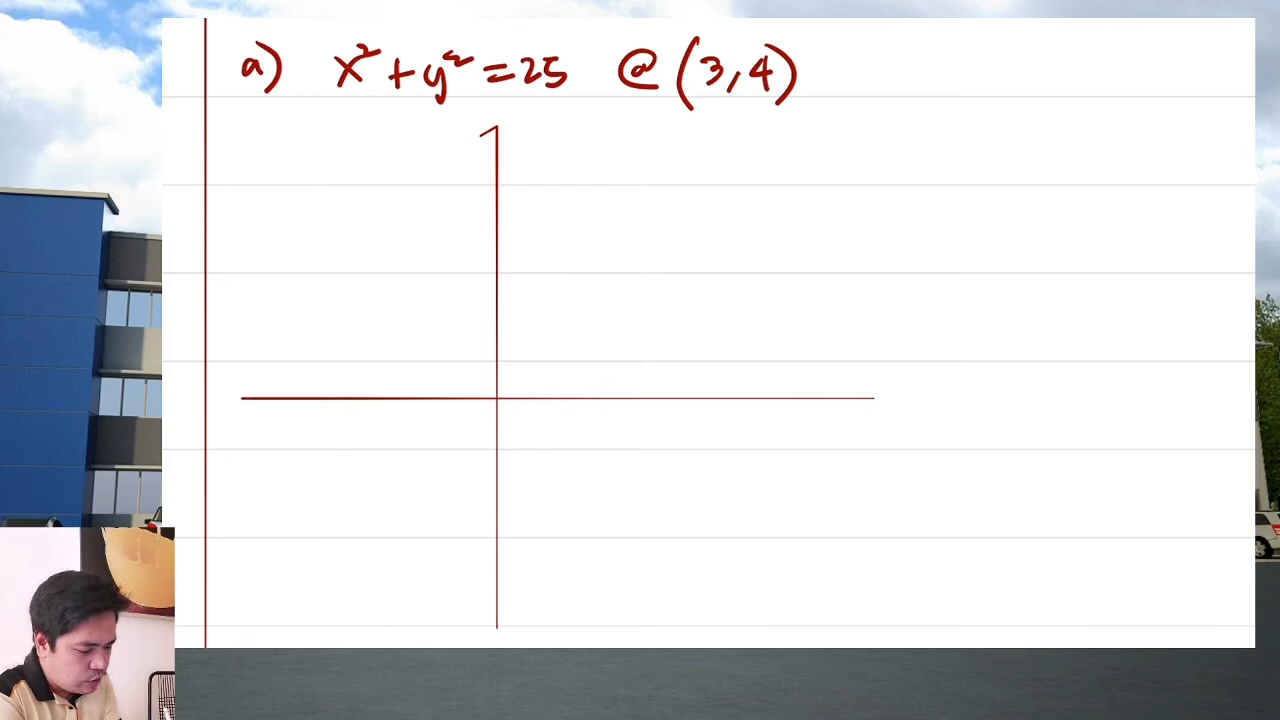 a) x² + y² = 25 @ (3,4)